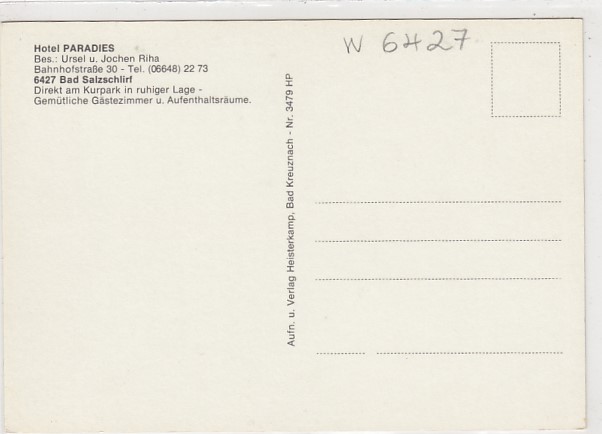 Hotel PARADIES
Bes.: Ursel u. Jochen Riha
Bahnhofstraße 30 - Tel. (06648) 22 73
6427 Bad Salzschlirf
Direkt am Kurpark in ruhiger Lage -
Gemütliche Gästezimmer u. Aufenthaltsräume.
W 6427
Aufn. u. Verlag Heisterkamp, Bad Kreuznach - Nr. 3479 HP